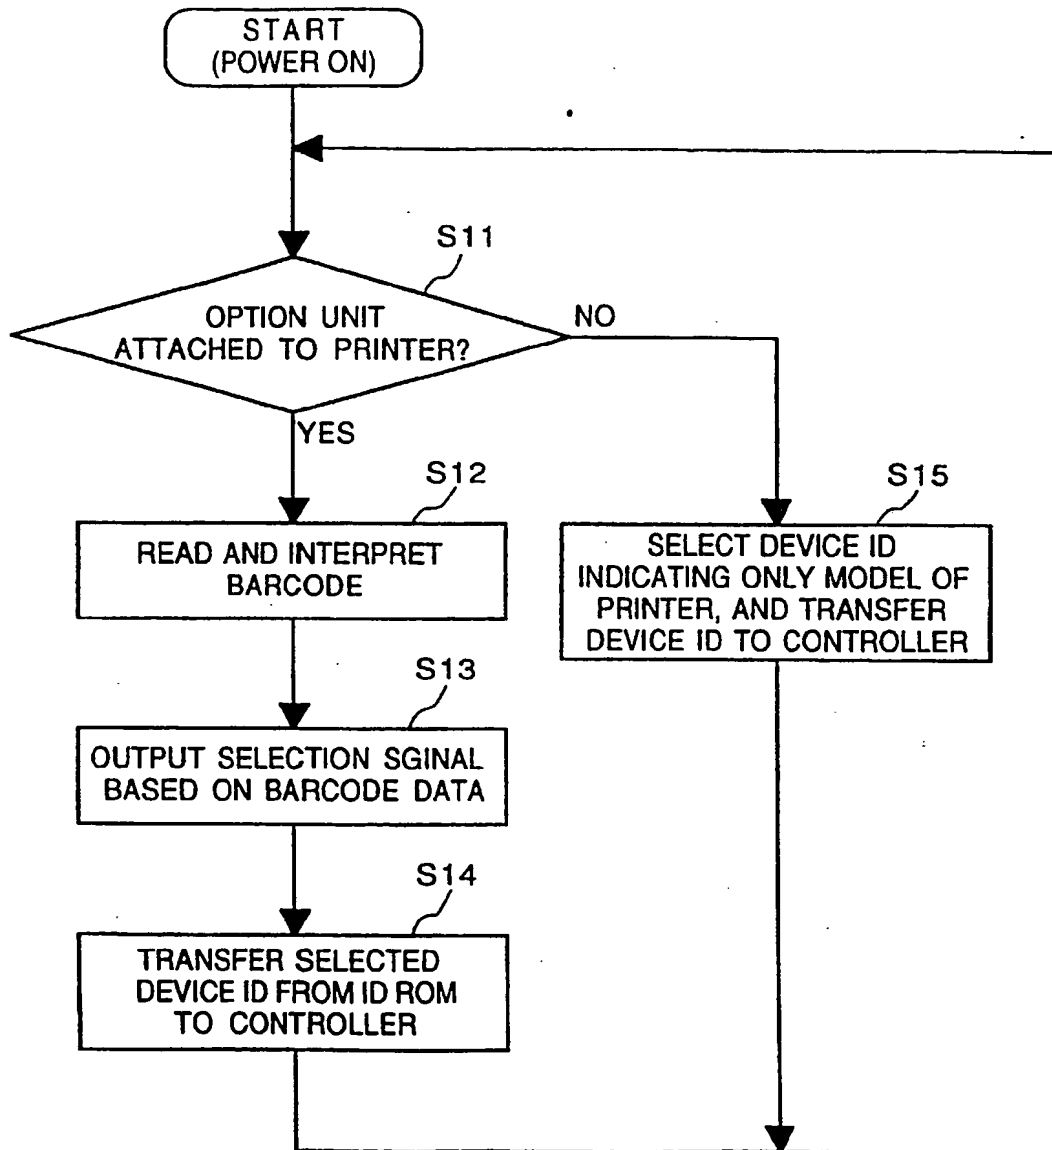 START
(POWER ON)
S11
OPTION UNIT
ATTACHED TO PRINTER?
NO
YES
S12
READ AND INTERPRET
BARCODE
S15
SELECT DEVICE ID
INDICATING ONLY MODEL OF
PRINTER, AND TRANSFER
DEVICE ID TO CONTROLLER
S13
OUTPUT SELECTION SGINAL
BASED ON BARCODE DATA
S14
TRANSFER SELECTED
DEVICE ID FROM ID ROM
TO CONTROLLER